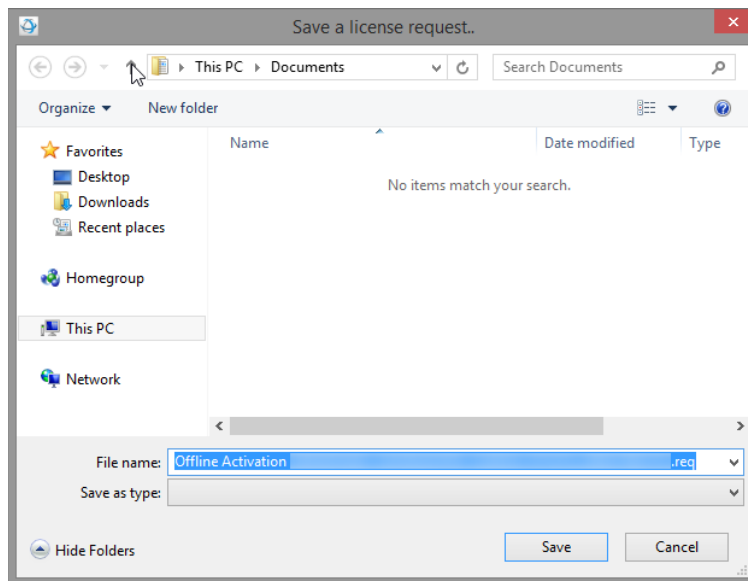 Save a license request..
This PC Documents Search Documents
Organize New folder
Name Date modified Type
No items match your search.
Favorites
Desktop
Downloads
Recent places
Homegroup
This PC
Network
File name: Offline Activation .req
Save as type:
Hide Folders Save Cancel